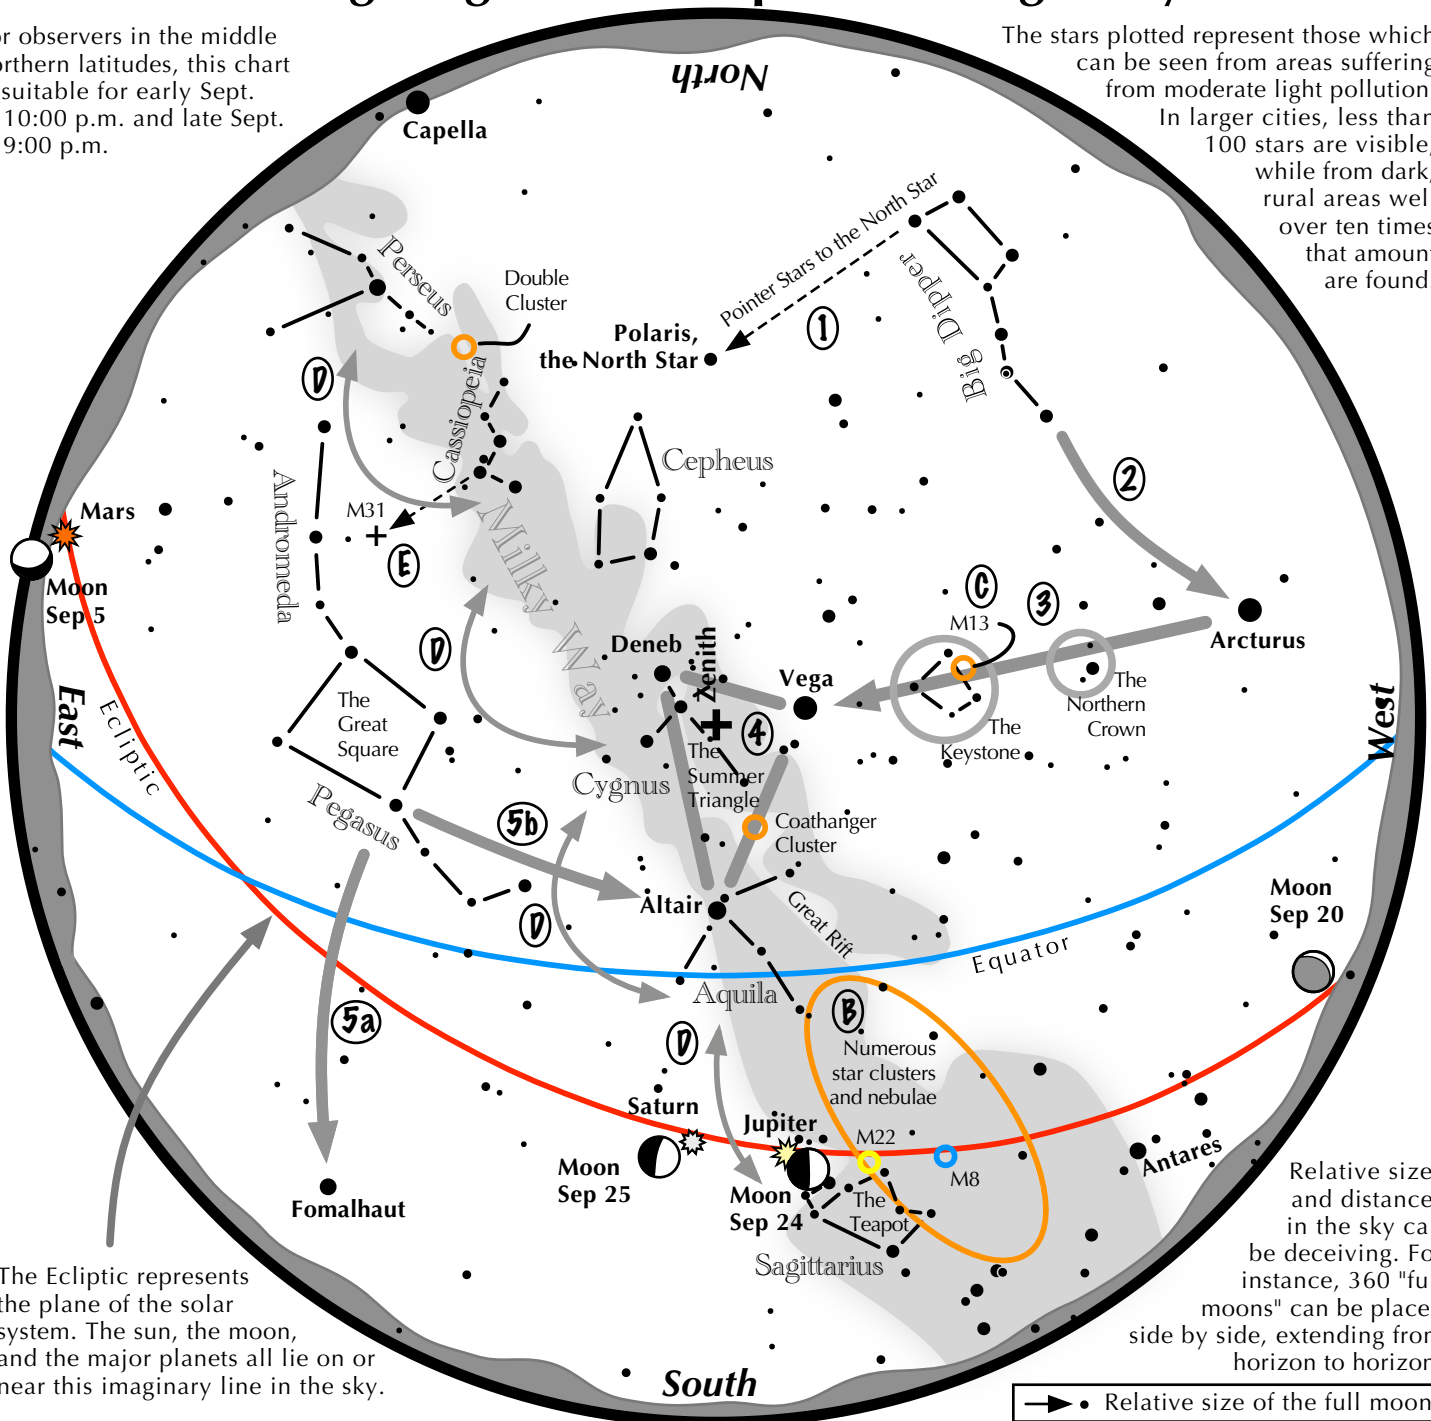 or observers in the middle
orthern latitudes, this chart
suitable for early Sept.
10:00 p.m. and late Sept.
9:00 p.m.
The stars plotted represent those which
can be seen from areas suffering
from moderate light pollution
In larger cities, less than
100 stars are visible,
while from dark,
rural areas wel
over ten times
that amount
are found
North
Capella
Perseus
Double
Cluster
Pointer Stars to the North Star
1
Big Dipper
Polaris,
the North Star
D
Cassiopeia
Cepheus
2
Andromeda
M31
E
Milky Way
Mars
Moon
Sep 5
East
Ecliptic
D
Deneb
Zenith
Vega
C
M13
3
Arcturus
The
Northern
Crown
The
Keystone
West
The
Great
Square
Pegasus
Cygnus
4
The
Summer
Triangle
Coathanger
Cluster
5b
D
Altair
Great Rift
Equator
Moon
Sep 20
Aquila
5a
D
B
Numerous
star clusters
and nebulae
Saturn
Jupiter
M22
M8
Antares
Moon
Sep 25
Moon
Sep 24
The
Teapot
Sagittarius
Fomalhaut
The Ecliptic represents
the plane of the solar
system. The sun, the moon,
and the major planets all lie on or
near this imaginary line in the sky.
South
Relative size
and distance
in the sky ca
be deceiving. Fo
instance, 360 "fu
moons" can be place
side by side, extending from
horizon to horizon
Relative size of the full moon